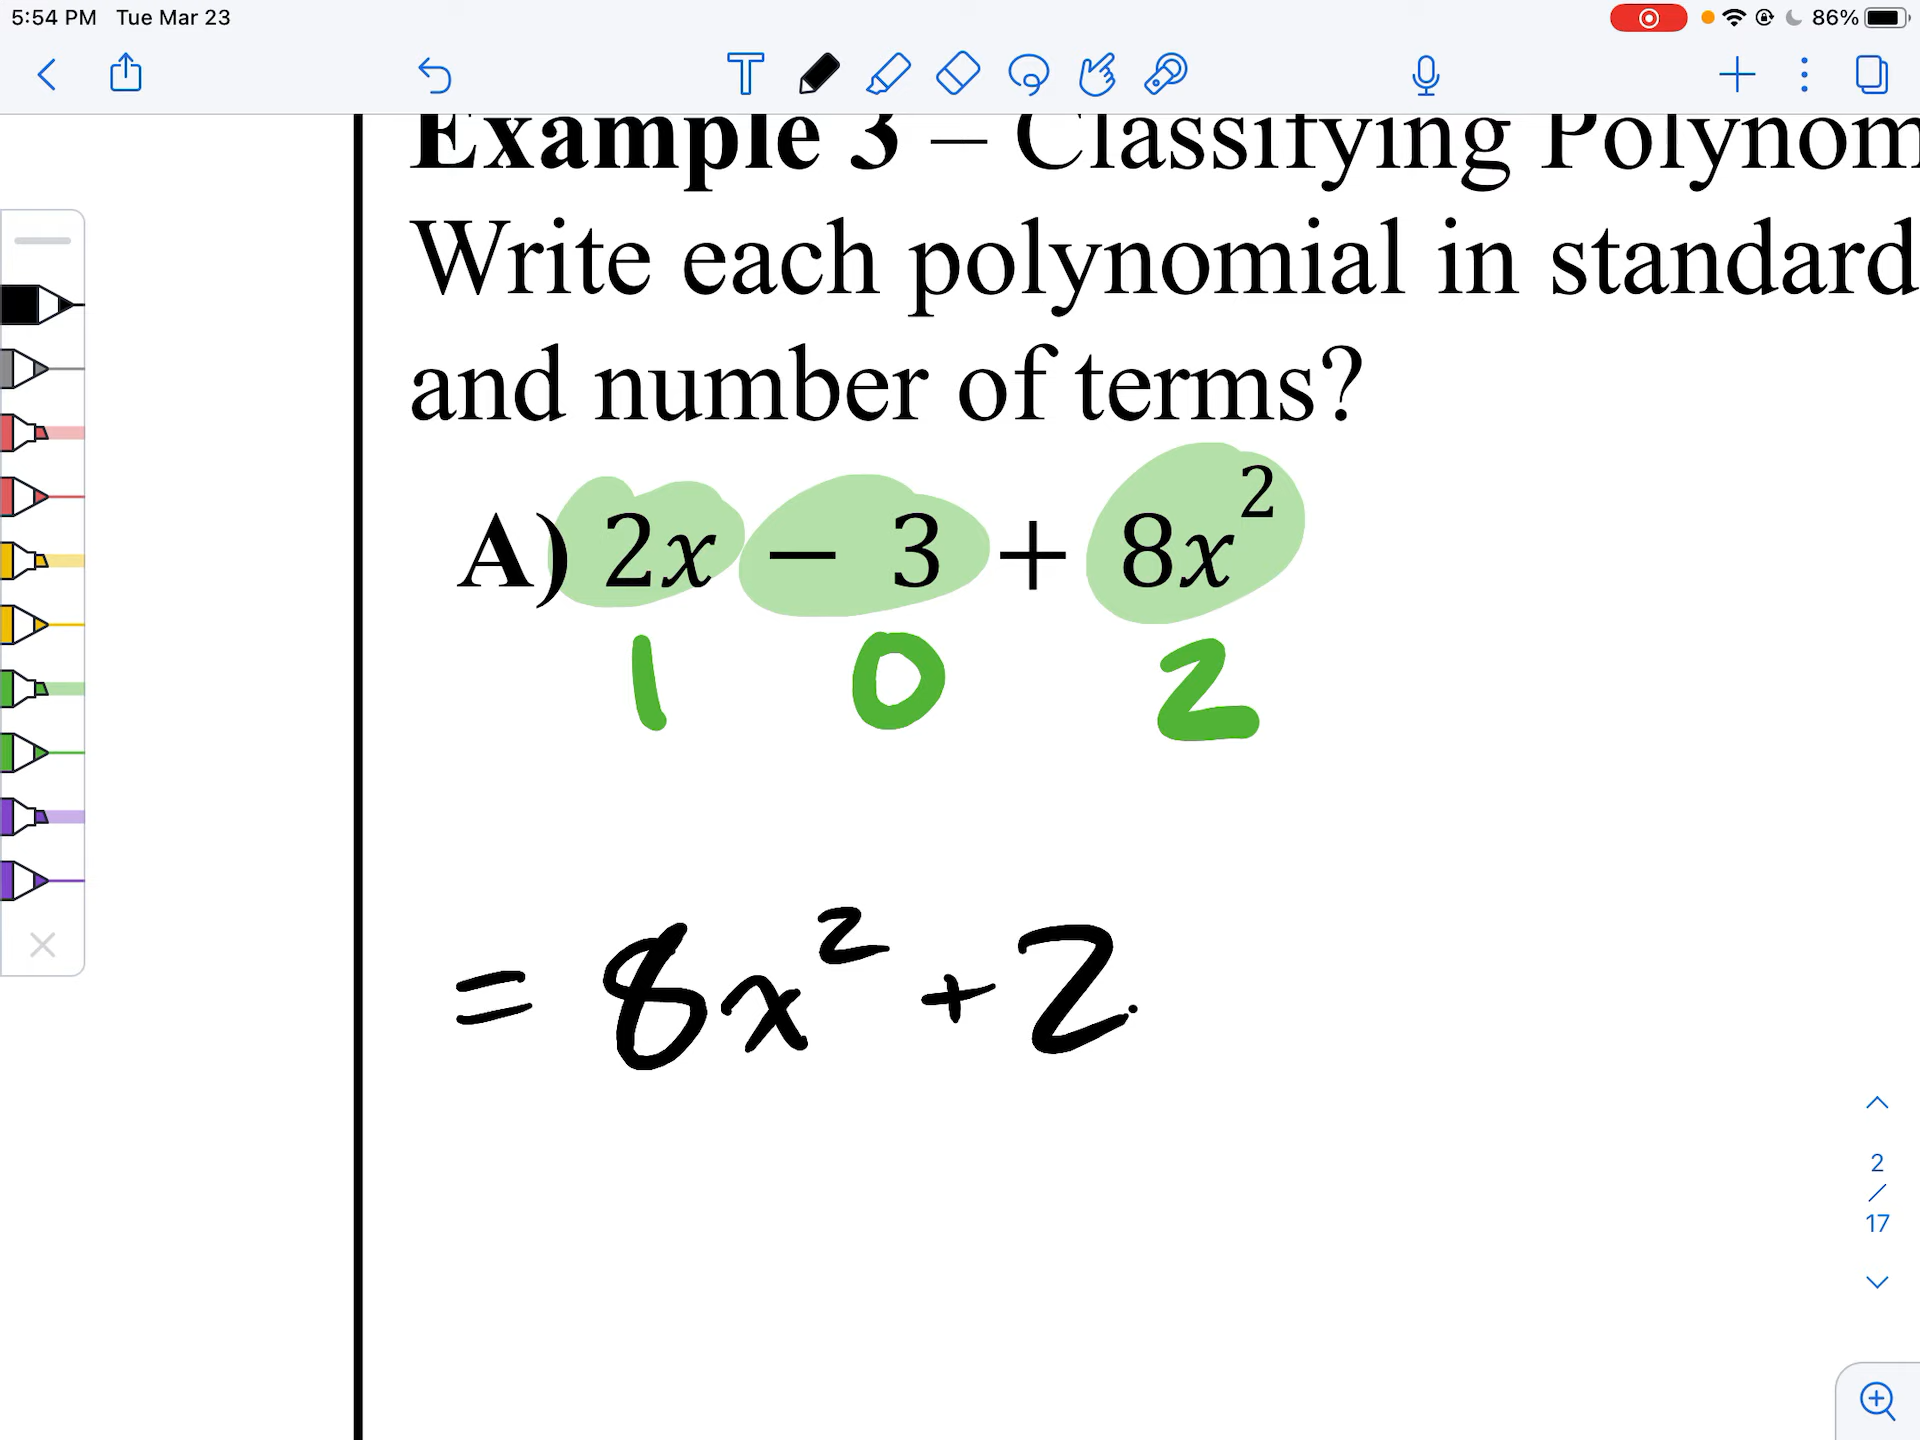 5:54 PM Tue Mar 23
86%
T
Example 3 – Classifying Polynom
Write each polynomial in standard
and number of terms?
A) 2x − 3 + 8x²
1 0 2
= 8x² + 2
2
/
17